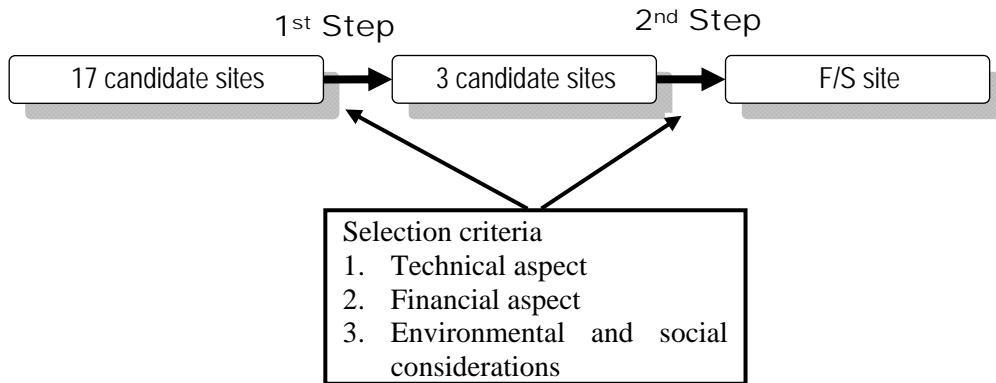 1st Step
2nd Step
17 candidate sites
3 candidate sites
F/S site
Selection criteria
1. Technical aspect
2. Financial aspect
3. Environmental and social
considerations